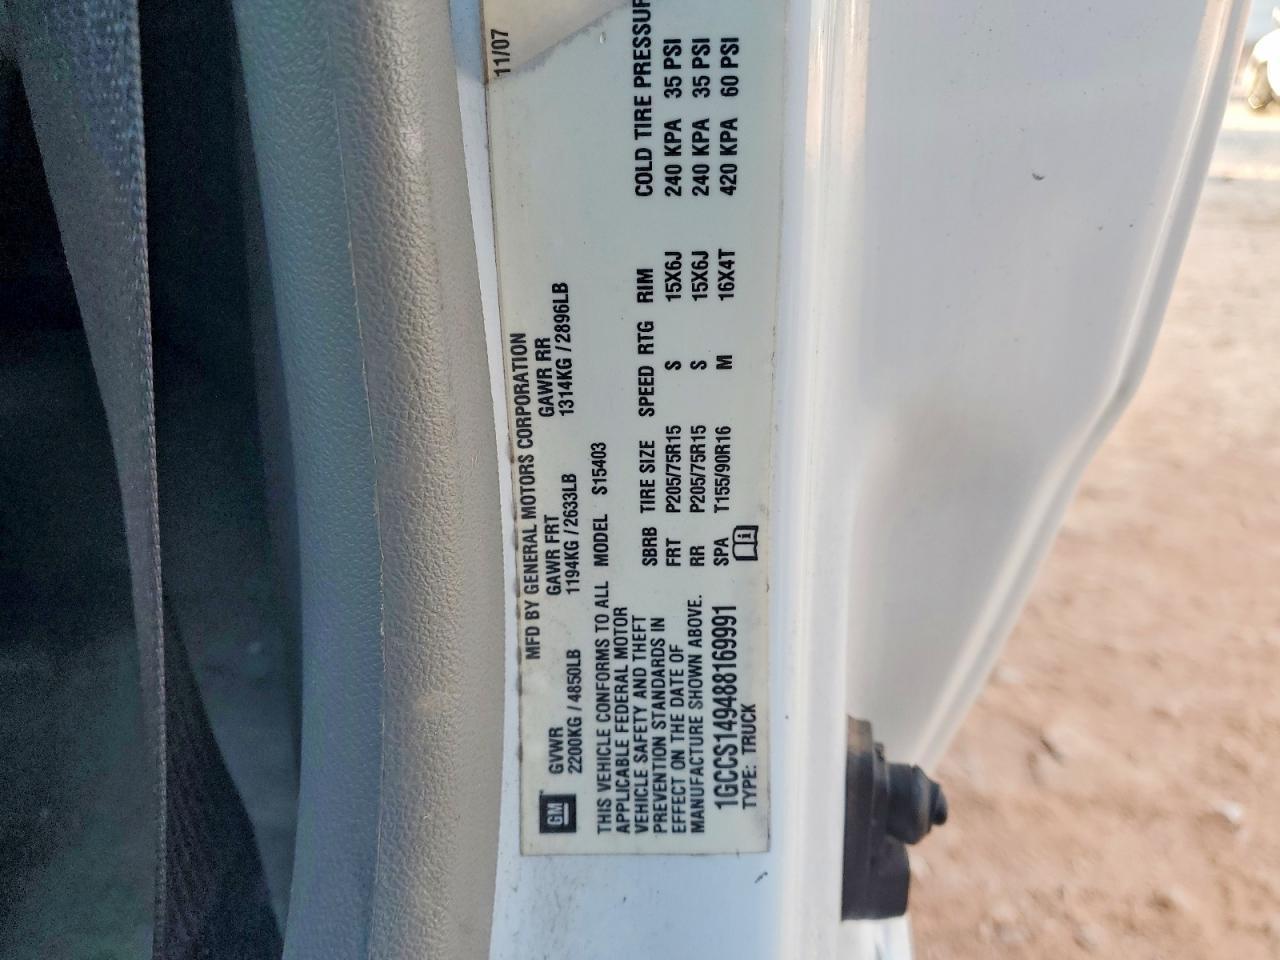 MFD BY GENERAL MOTORS CORPORATION 11/07
GM GVWR GAWR FRT GAWR RR
2200KG / 4850LB 1194KG / 2633LB 1314KG / 2896LB
THIS VEHICLE CONFORMS TO ALL
APPLICABLE FEDERAL MOTOR
VEHICLE SAFETY AND THEFT
PREVENTION STANDARDS IN
EFFECT ON THE DATE OF
MANUFACTURE SHOWN ABOVE.
1GCCS149488169991
TYPE: TRUCK
MODEL S15403
SBRB TIRE SIZE SPEED RTG RIM COLD TIRE PRESSUR
FRT P205/75R15 S 15X6J 240 KPA 35 PSI
RR P205/75R15 S 15X6J 240 KPA 35 PSI
SPA T155/90R16 M 16X4T 420 KPA 60 PSI